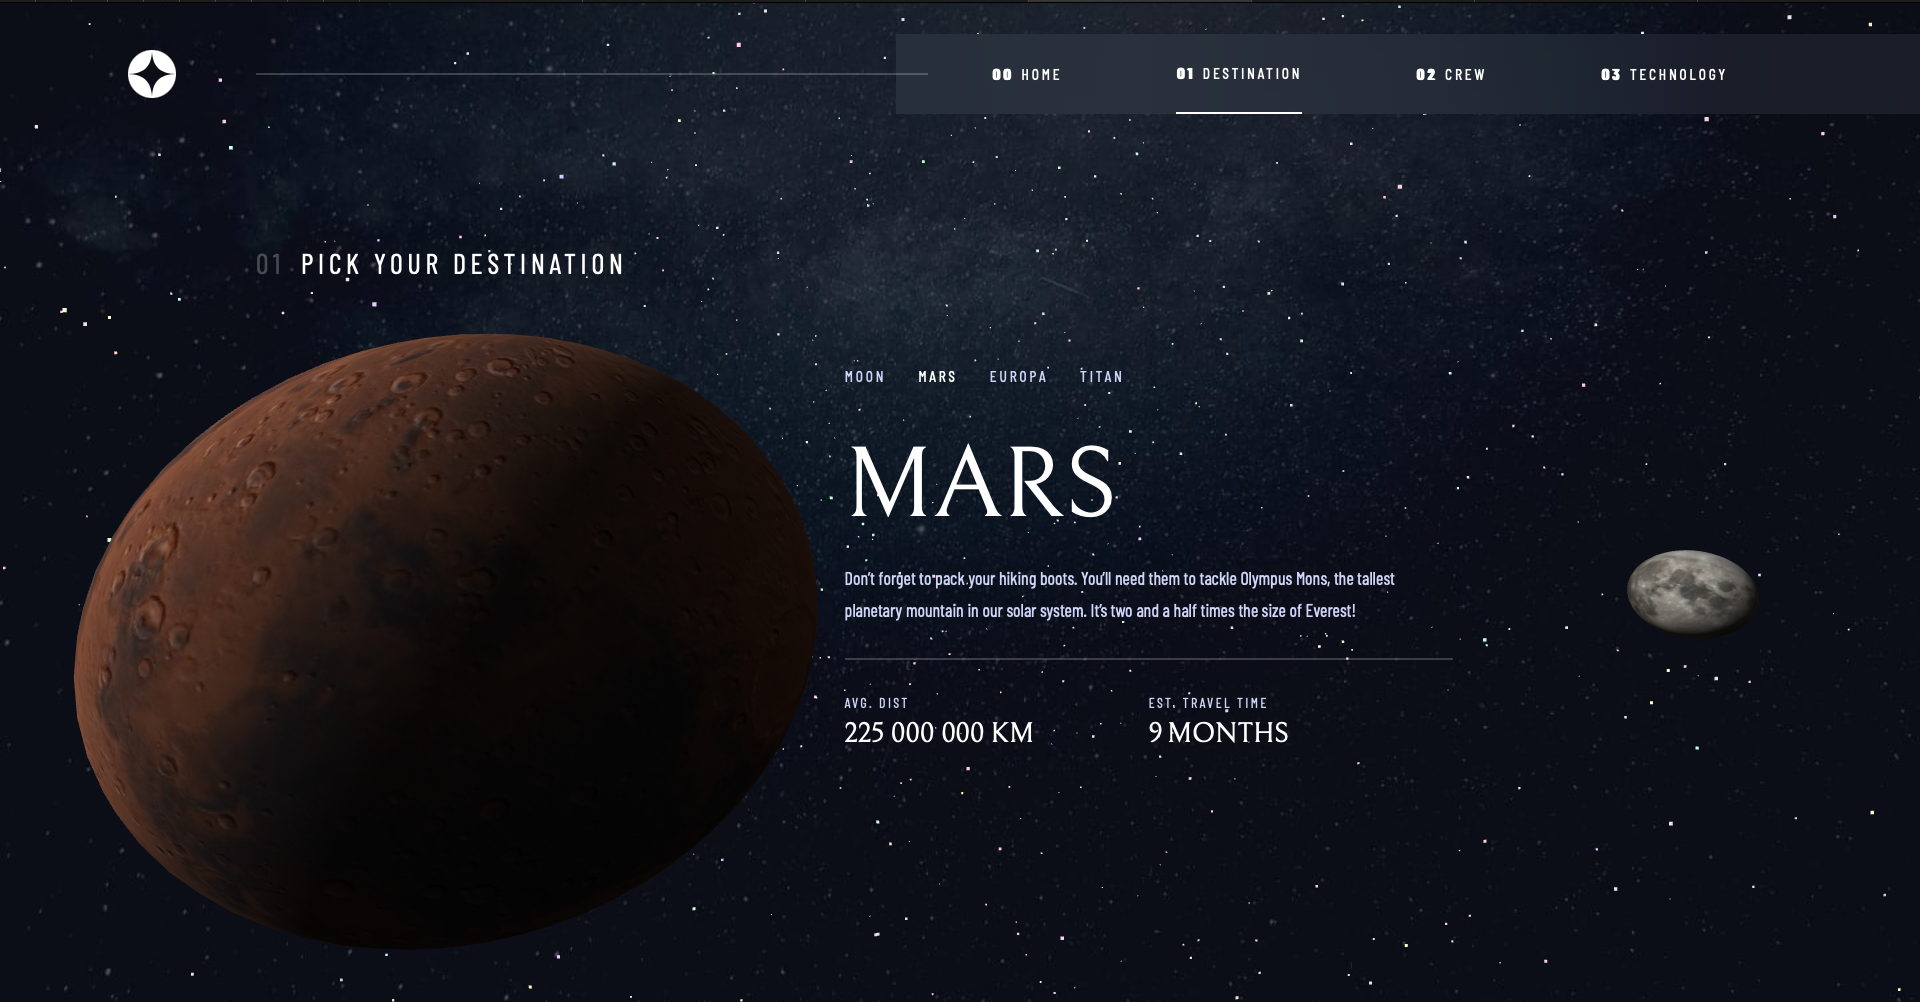 00 HOME
01 DESTINATION
02 CREW
03 TECHNOLOGY
01 PICK YOUR DESTINATION
MOON MARS EUROPA TITAN
MARS
Don’t forget to pack your hiking boots. You’ll need them to tackle Olympus Mons, the tallest
planetary mountain in our solar system. It’s two and a half times the size of Everest!
AVG. DIST
225 000 000 KM
EST. TRAVEL TIME
9 MONTHS